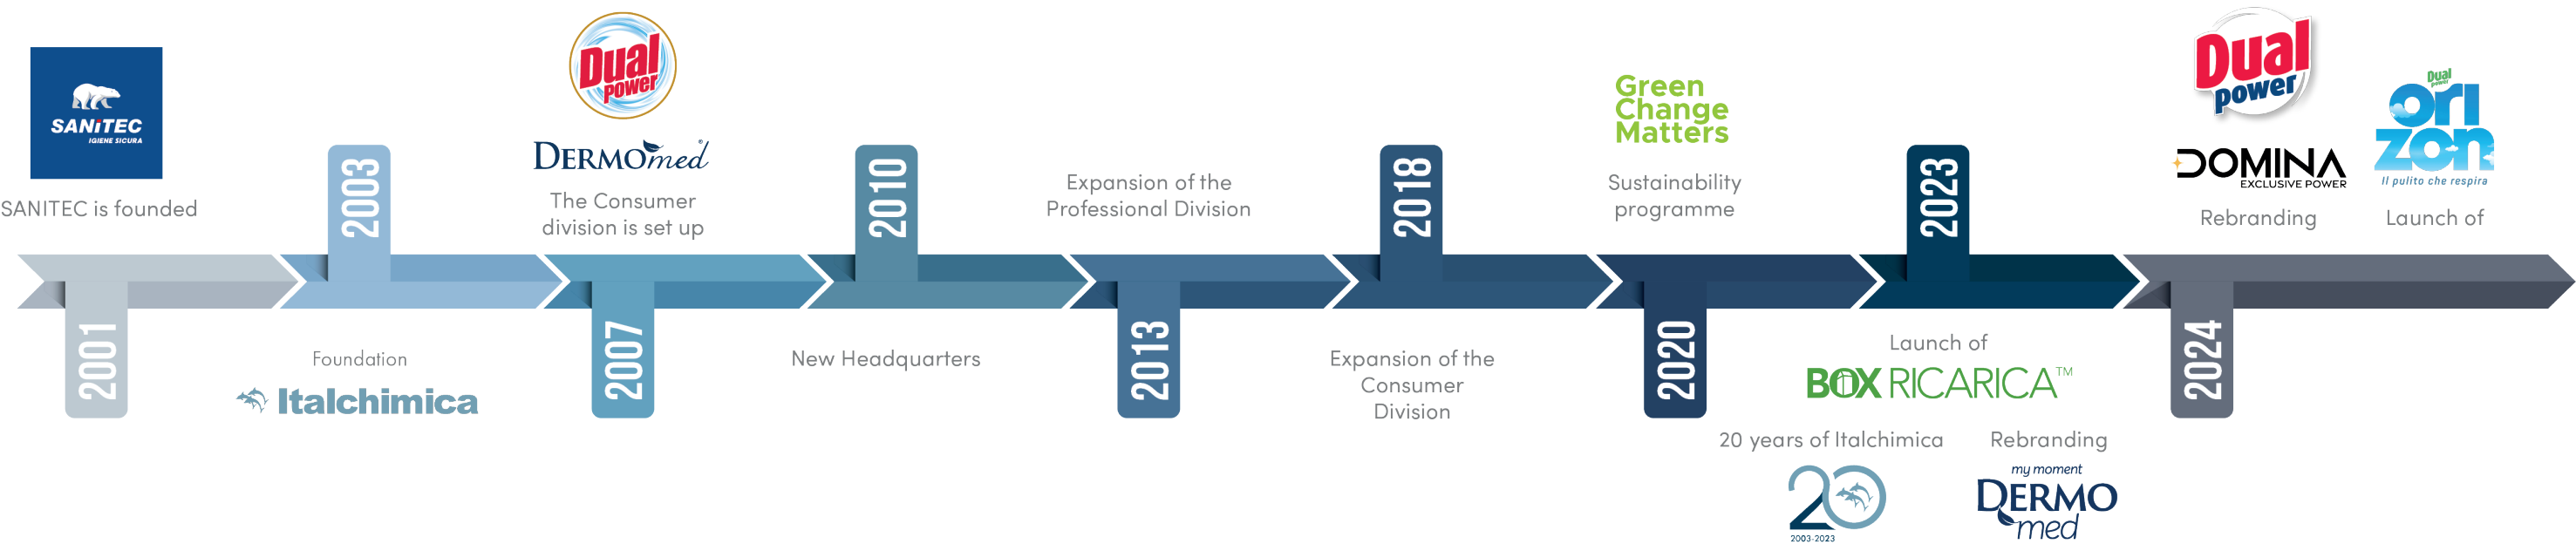 SANiTEC
IGIENE SICURA
SANITEC is founded
2001
2003
Foundation
Italchimica
Dual
Power
DERMOmed®
The Consumer
division is set up
2007
2010
New Headquarters
Expansion of the
Professional Division
2013
2018
Expansion of the
Consumer
Division
Green
Change
Matters
Sustainability
programme
2020
2023
Launch of
BOX RICARICA™
20 years of Italchimica
20
2003-2023
Rebranding
my moment
DERMO
med
Dual
power
DOMINA
EXCLUSIVE POWER
Rebranding
Dual
Power
ori
zon
Il pulito che respira
Launch of
2024